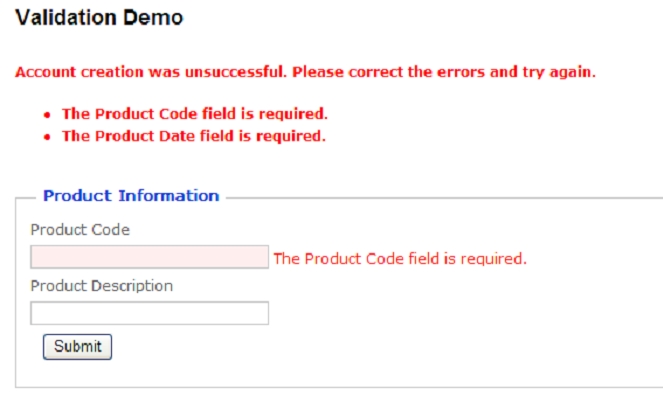 Validation Demo
Account creation was unsuccessful. Please correct the errors and try again.
• The Product Code field is required.
• The Product Date field is required.
Product Information
Product Code
The Product Code field is required.
Product Description
Submit